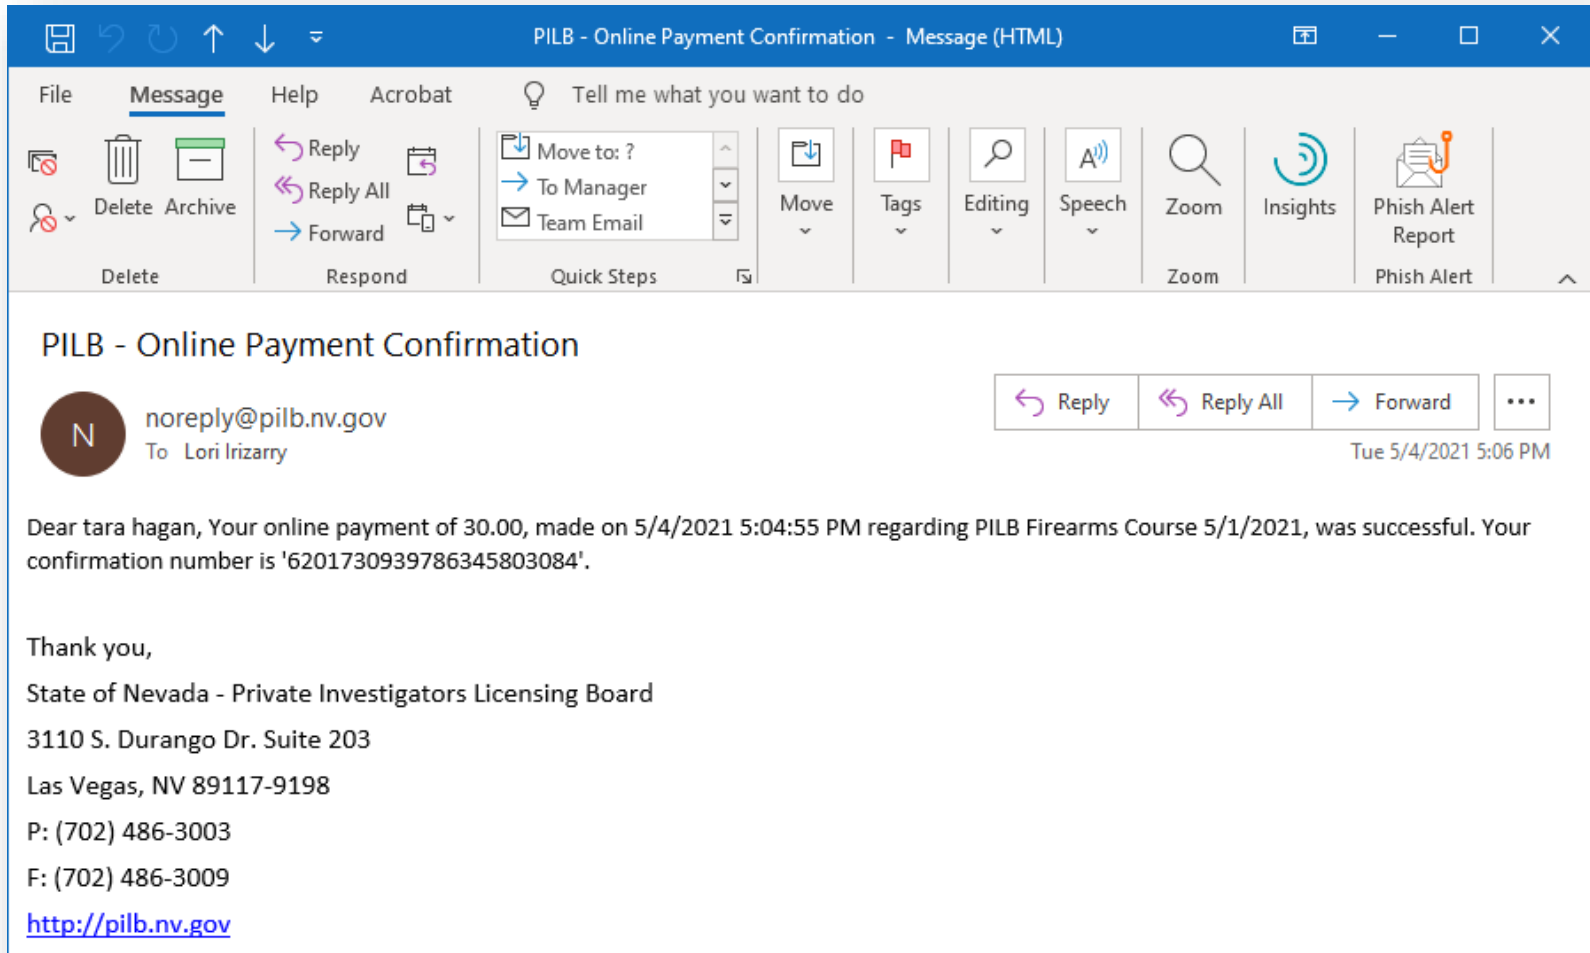 PILB - Online Payment Confirmation - Message (HTML)
File Message Help Acrobat Tell me what you want to do
Delete Archive
Reply
Reply All
Forward
Move to: ?
To Manager
Team Email
Move
Tags
Editing
Speech
Zoom
Insights
Phish Alert
Report
Delete Respond Quick Steps Zoom Phish Alert
PILB - Online Payment Confirmation
N
noreply@pilb.nv.gov
To Lori Irizarry
Reply Reply All Forward
Tue 5/4/2021 5:06 PM
Dear tara hagan, Your online payment of 30.00, made on 5/4/2021 5:04:55 PM regarding PILB Firearms Course 5/1/2021, was successful. Your
confirmation number is '6201730939786345803084'.
Thank you,
State of Nevada - Private Investigators Licensing Board
3110 S. Durango Dr. Suite 203
Las Vegas, NV 89117-9198
P: (702) 486-3003
F: (702) 486-3009
http://pilb.nv.gov